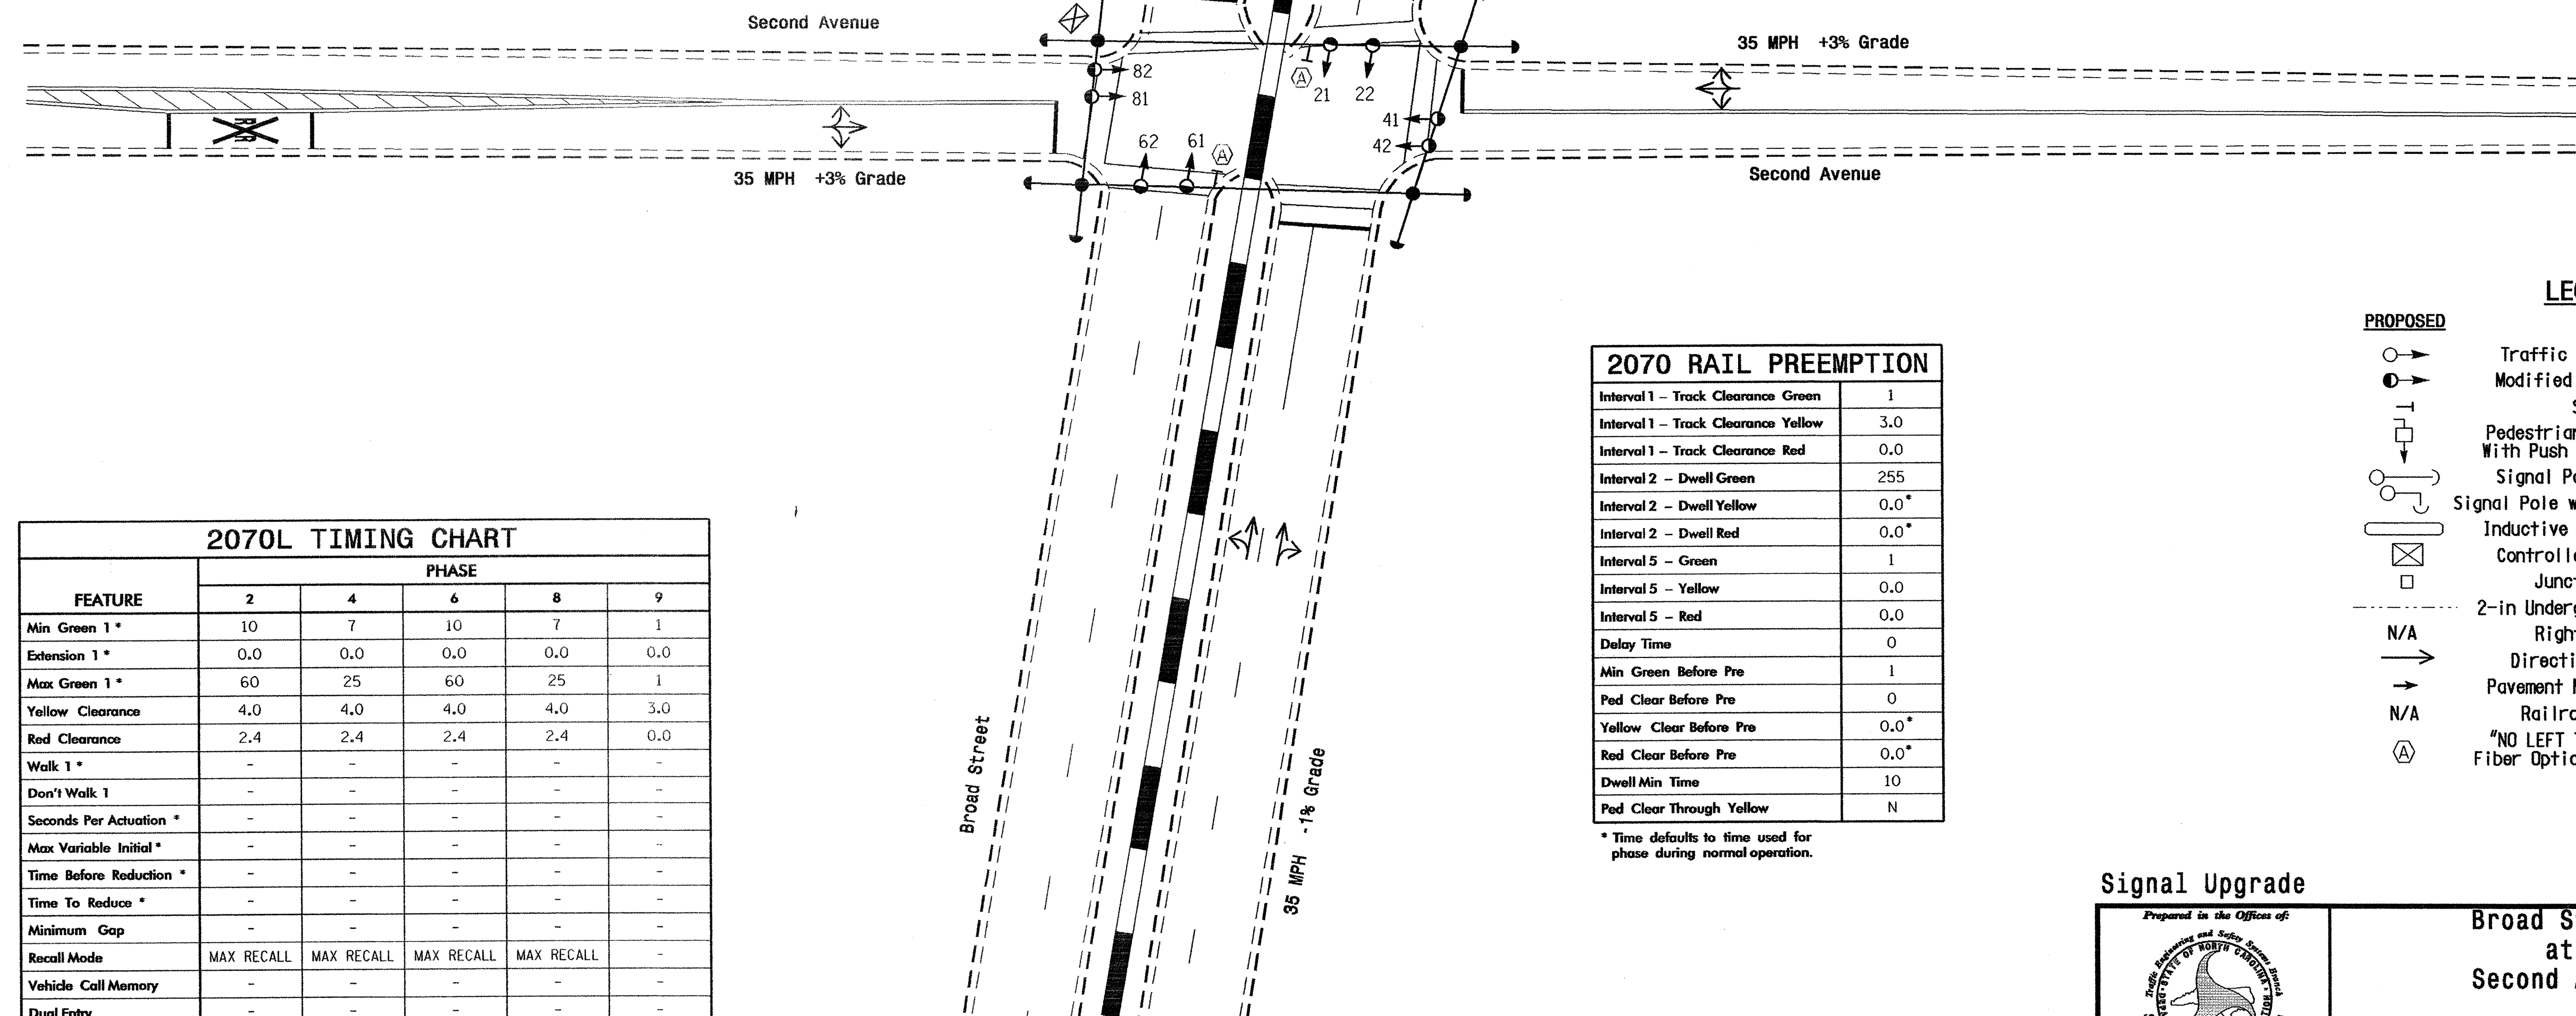 Second Avenue
35 MPH +3% Grade
82
81
62 61
A
A
21 22
41
42
RR
35 MPH +3% Grade
Second Avenue
PROPOSED
Traffic
Modified
With Push
Inductive
2-in
N/A
Pavement
N/A
"NO LEFT
A
2070 RAIL PREEMPTION
Interval 1 - Track Clearance Green 1
Interval 1 - Track Clearance Yellow 3.0
Interval 1 - Track Clearance Red 0.0
Interval 2 - Dwell Green 255
Interval 2 - Dwell Yellow 0.0*
Interval 2 - Dwell Red 0.0*
Interval 5 - Green 1
Interval 5 - Yellow 0.0
Interval 5 - Red 0.0
Delay Time 0
Min Green Before Pre 1
Ped Clear Before Pre 0
Yellow Clear Before Pre 0.0*
Red Clear Before Pre 0.0*
Dwell Min Time 10
Ped Clear Through Yellow N
* Time defaults to time used for
phase during normal operation.
2070L TIMING CHART
PHASE
FEATURE 2 4 6 8 9
Min Green 1 * 10 7 10 7 1
Extension 1 * 0.0 0.0 0.0 0.0 0.0
Max Green 1 * 60 25 60 25 1
Yellow Clearance 4.0 4.0 4.0 4.0 3.0
Red Clearance 2.4 2.4 2.4 2.4 0.0
Walk 1 * - - - - -
Don't Walk 1 - - - - -
Seconds Per Actuation * - - - - -
Max Variable Initial * - - - - -
Time Before Reduction * - - - - -
Time To Reduce * - - - - -
Minimum Gap - - - - -
Recall Mode MAX RECALL MAX RECALL MAX RECALL MAX RECALL -
Vehicle Call Memory - - - - -
Dual Entry - - - - -
Broad Street
35 MPH -1% Grade
Signal Upgrade
Prepared in the Offices of:
Traffic Engineering and Safety Systems Branch
STATE OF NORTH CAROLINA
Broad
at
Second